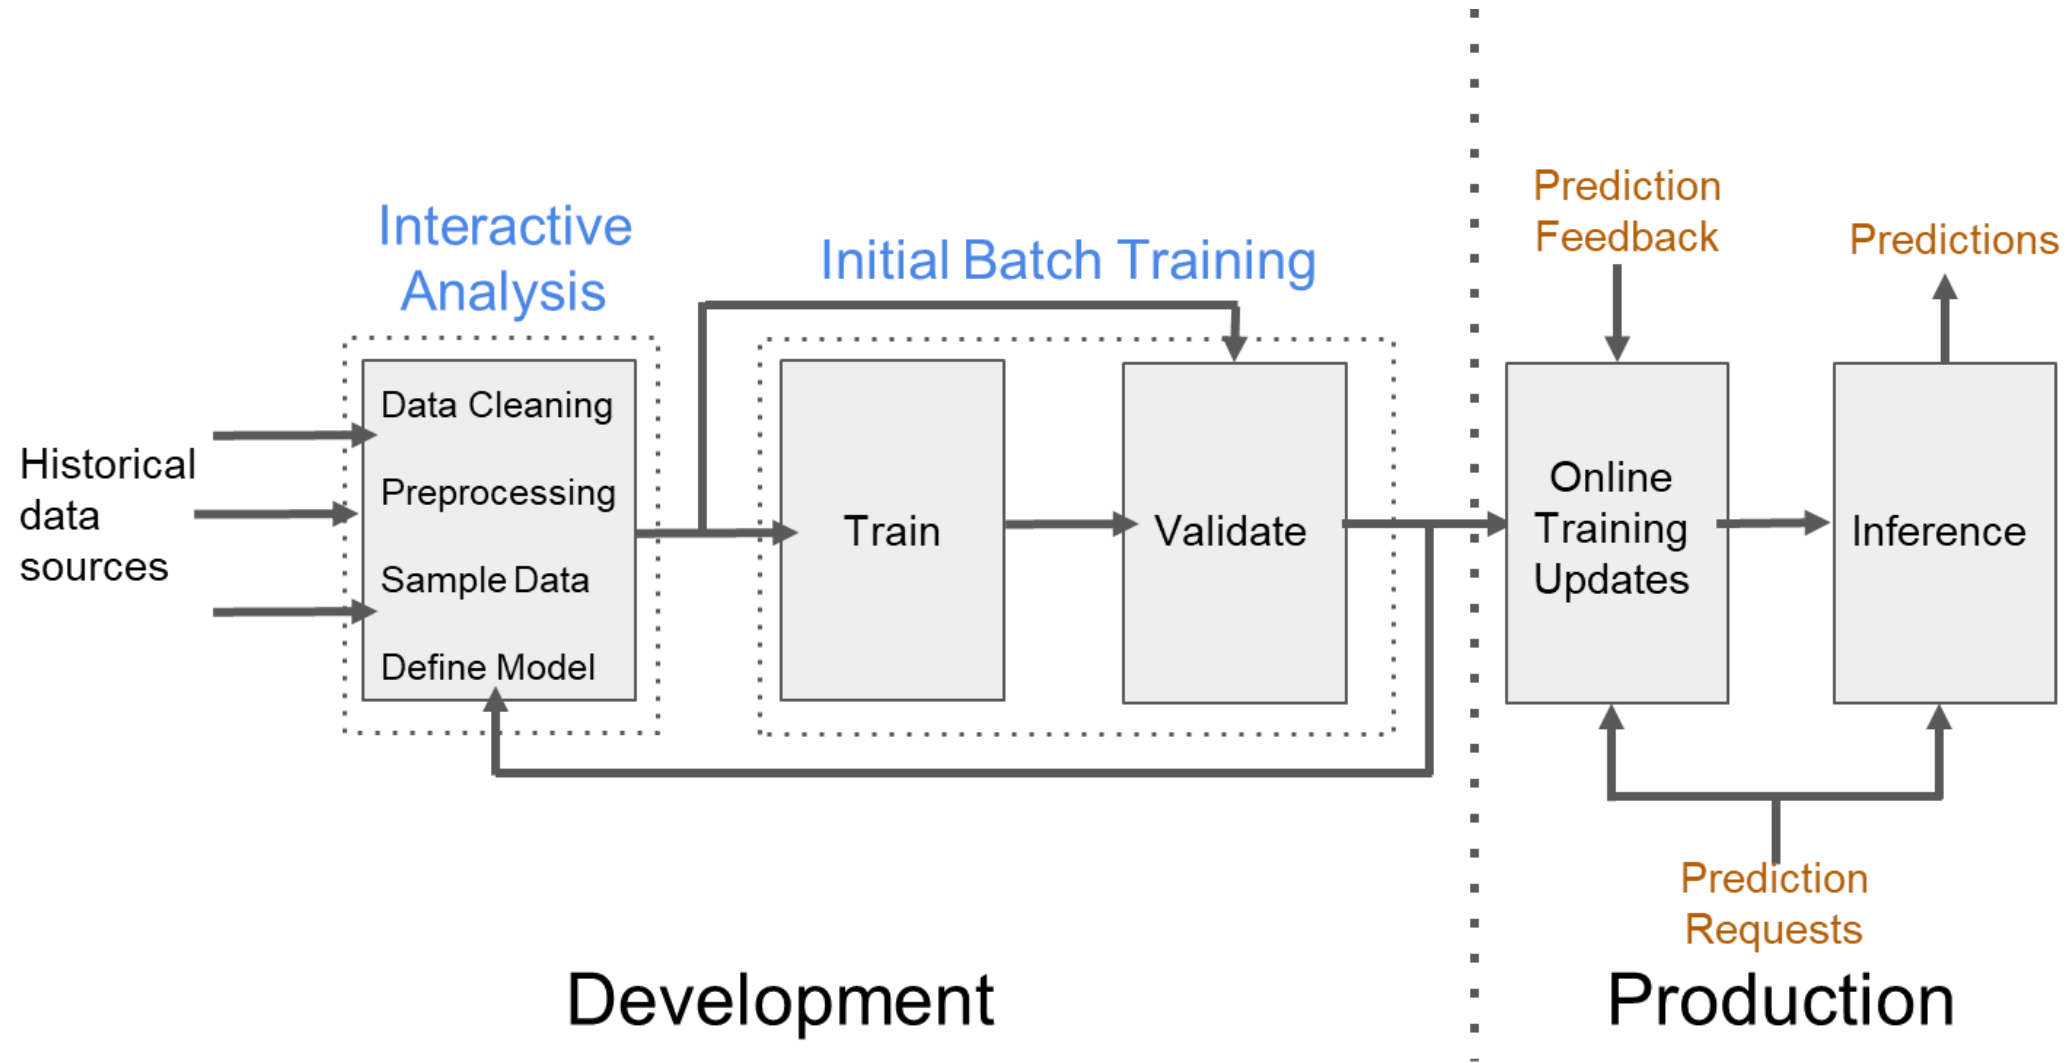 Historical
data
sources
Interactive
Analysis
Data Cleaning
Preprocessing
Sample Data
Define Model
Initial Batch Training
Train
Validate
Prediction
Feedback
Online
Training
Updates
Predictions
Inference
Prediction
Requests
Development
Production